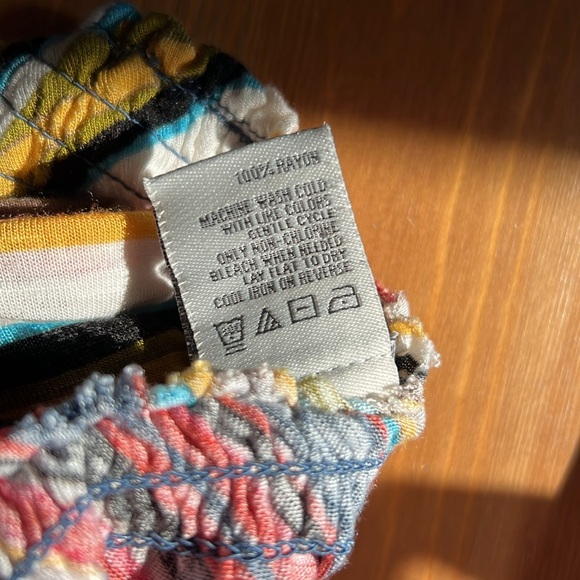 100% RAYON
MACHINE WASH COLD
WITH LIKE COLORS
GENTLE CYCLE
ONLY NON-CHLORINE
BLEACH WHEN NEEDED
LAY FLAT TO DRY
COOL IRON ON REVERSE